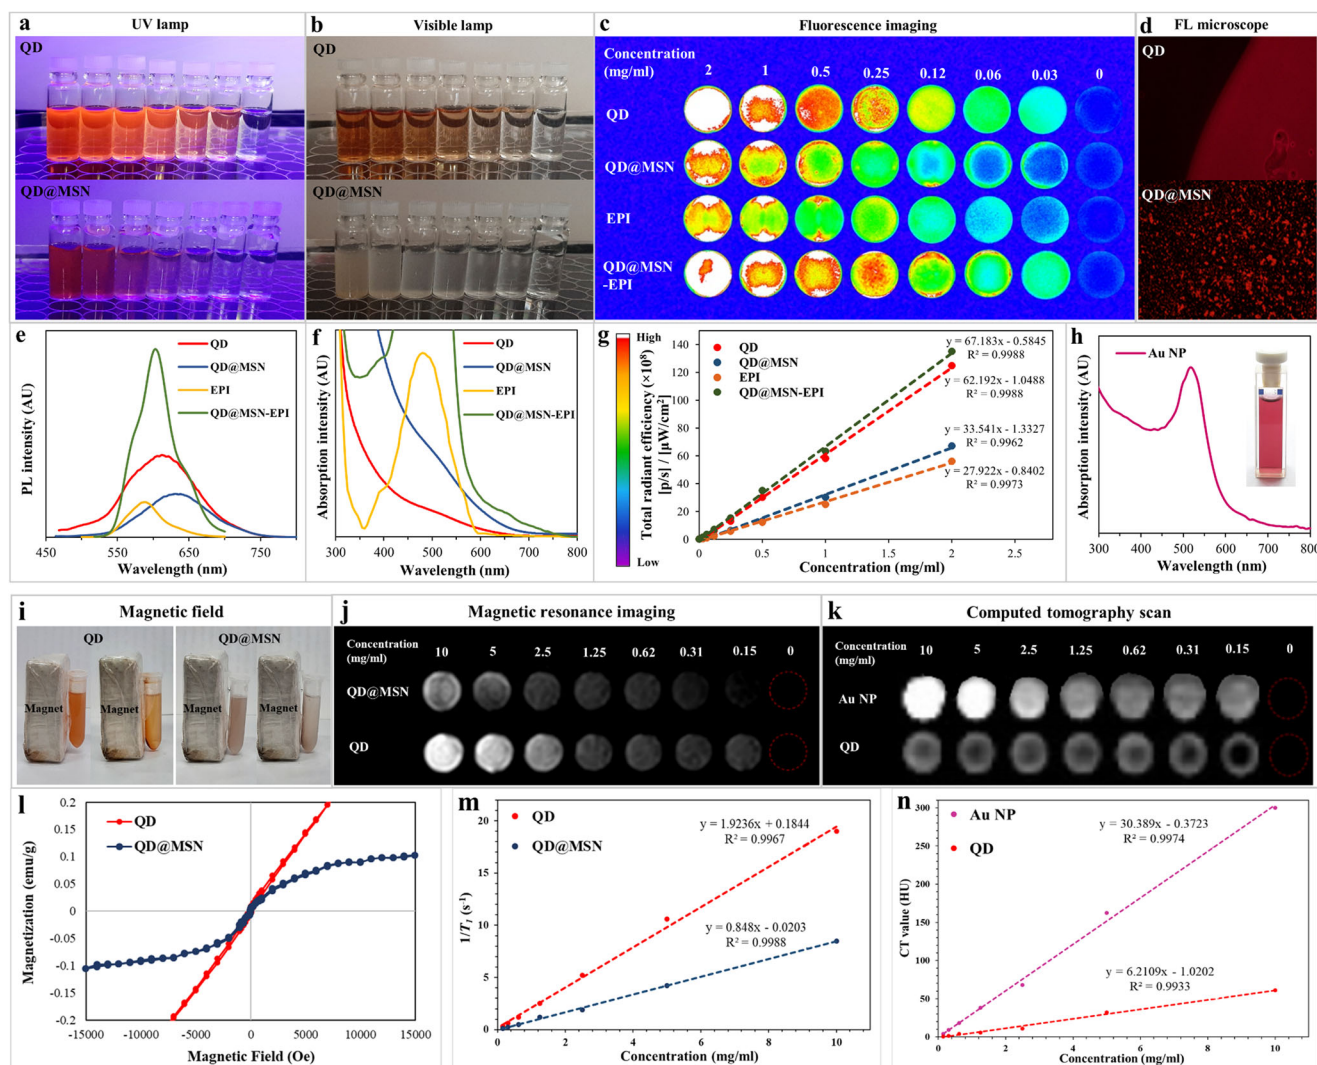 a UV lamp
QD
QD@MSN
b Visible lamp
QD
QD@MSN
c Fluorescence imaging
Concentration
(mg/ml) 2 1 0.5 0.25 0.12 0.06 0.03 0
QD
QD@MSN
EPI
QD@MSN
-EPI
d FL microscope
QD
QD@MSN
e
PL intensity (AU)
QD
QD@MSN
EPI
QD@MSN-EPI
450 550 650 750
Wavelength (nm)
f
Absorption intensity (AU)
QD
QD@MSN
EPI
QD@MSN-EPI
300 400 500 600 700 800
Wavelength (nm)
g
High
Low
Total radiant efficiency (×10⁸)
[p/s] / [µW/cm²]
140
120
100
80
60
40
20
0
QD
QD@MSN
EPI
QD@MSN-EPI
y = 67.183x - 0.5845
R² = 0.9988
y = 62.192x - 1.0488
R² = 0.9988
y = 33.541x - 1.3327
R² = 0.9962
y = 27.922x - 0.8402
R² = 0.9973
0 0.5 1 1.5 2 2.5
Concentration (mg/ml)
h
Au NP
Absorption intensity (AU)
300 400 500 600 700 800
Wavelength (nm)
i Magnetic field
QD QD@MSN
Magnet Magnet Magnet Magnet
j Magnetic resonance imaging
Concentration
(mg/ml) 10 5 2.5 1.25 0.62 0.31 0.15 0
QD@MSN
QD
k Computed tomography scan
Concentration
(mg/ml) 10 5 2.5 1.25 0.62 0.31 0.15 0
Au NP
QD
l
Magnetization (emu/g)
0.2
0.15
0.1
0.05
0
-0.05
-0.1
-0.15
-0.2
QD
QD@MSN
-15000 -10000 -5000 0 5000 10000 15000
Magnetic Field (Oe)
m
1/T₁ (s⁻¹)
20
15
10
5
0
QD
QD@MSN
y = 1.9236x + 0.1844
R² = 0.9967
y = 0.848x - 0.0203
R² = 0.9988
0 2 4 6 8 10
Concentration (mg/ml)
n
CT value (HU)
300
250
200
150
100
50
0
Au NP
QD
y = 30.389x - 0.3723
R² = 0.9974
y = 6.2109x - 1.0202
R² = 0.9933
0 2 4 6 8 10
Concentration (mg/ml)